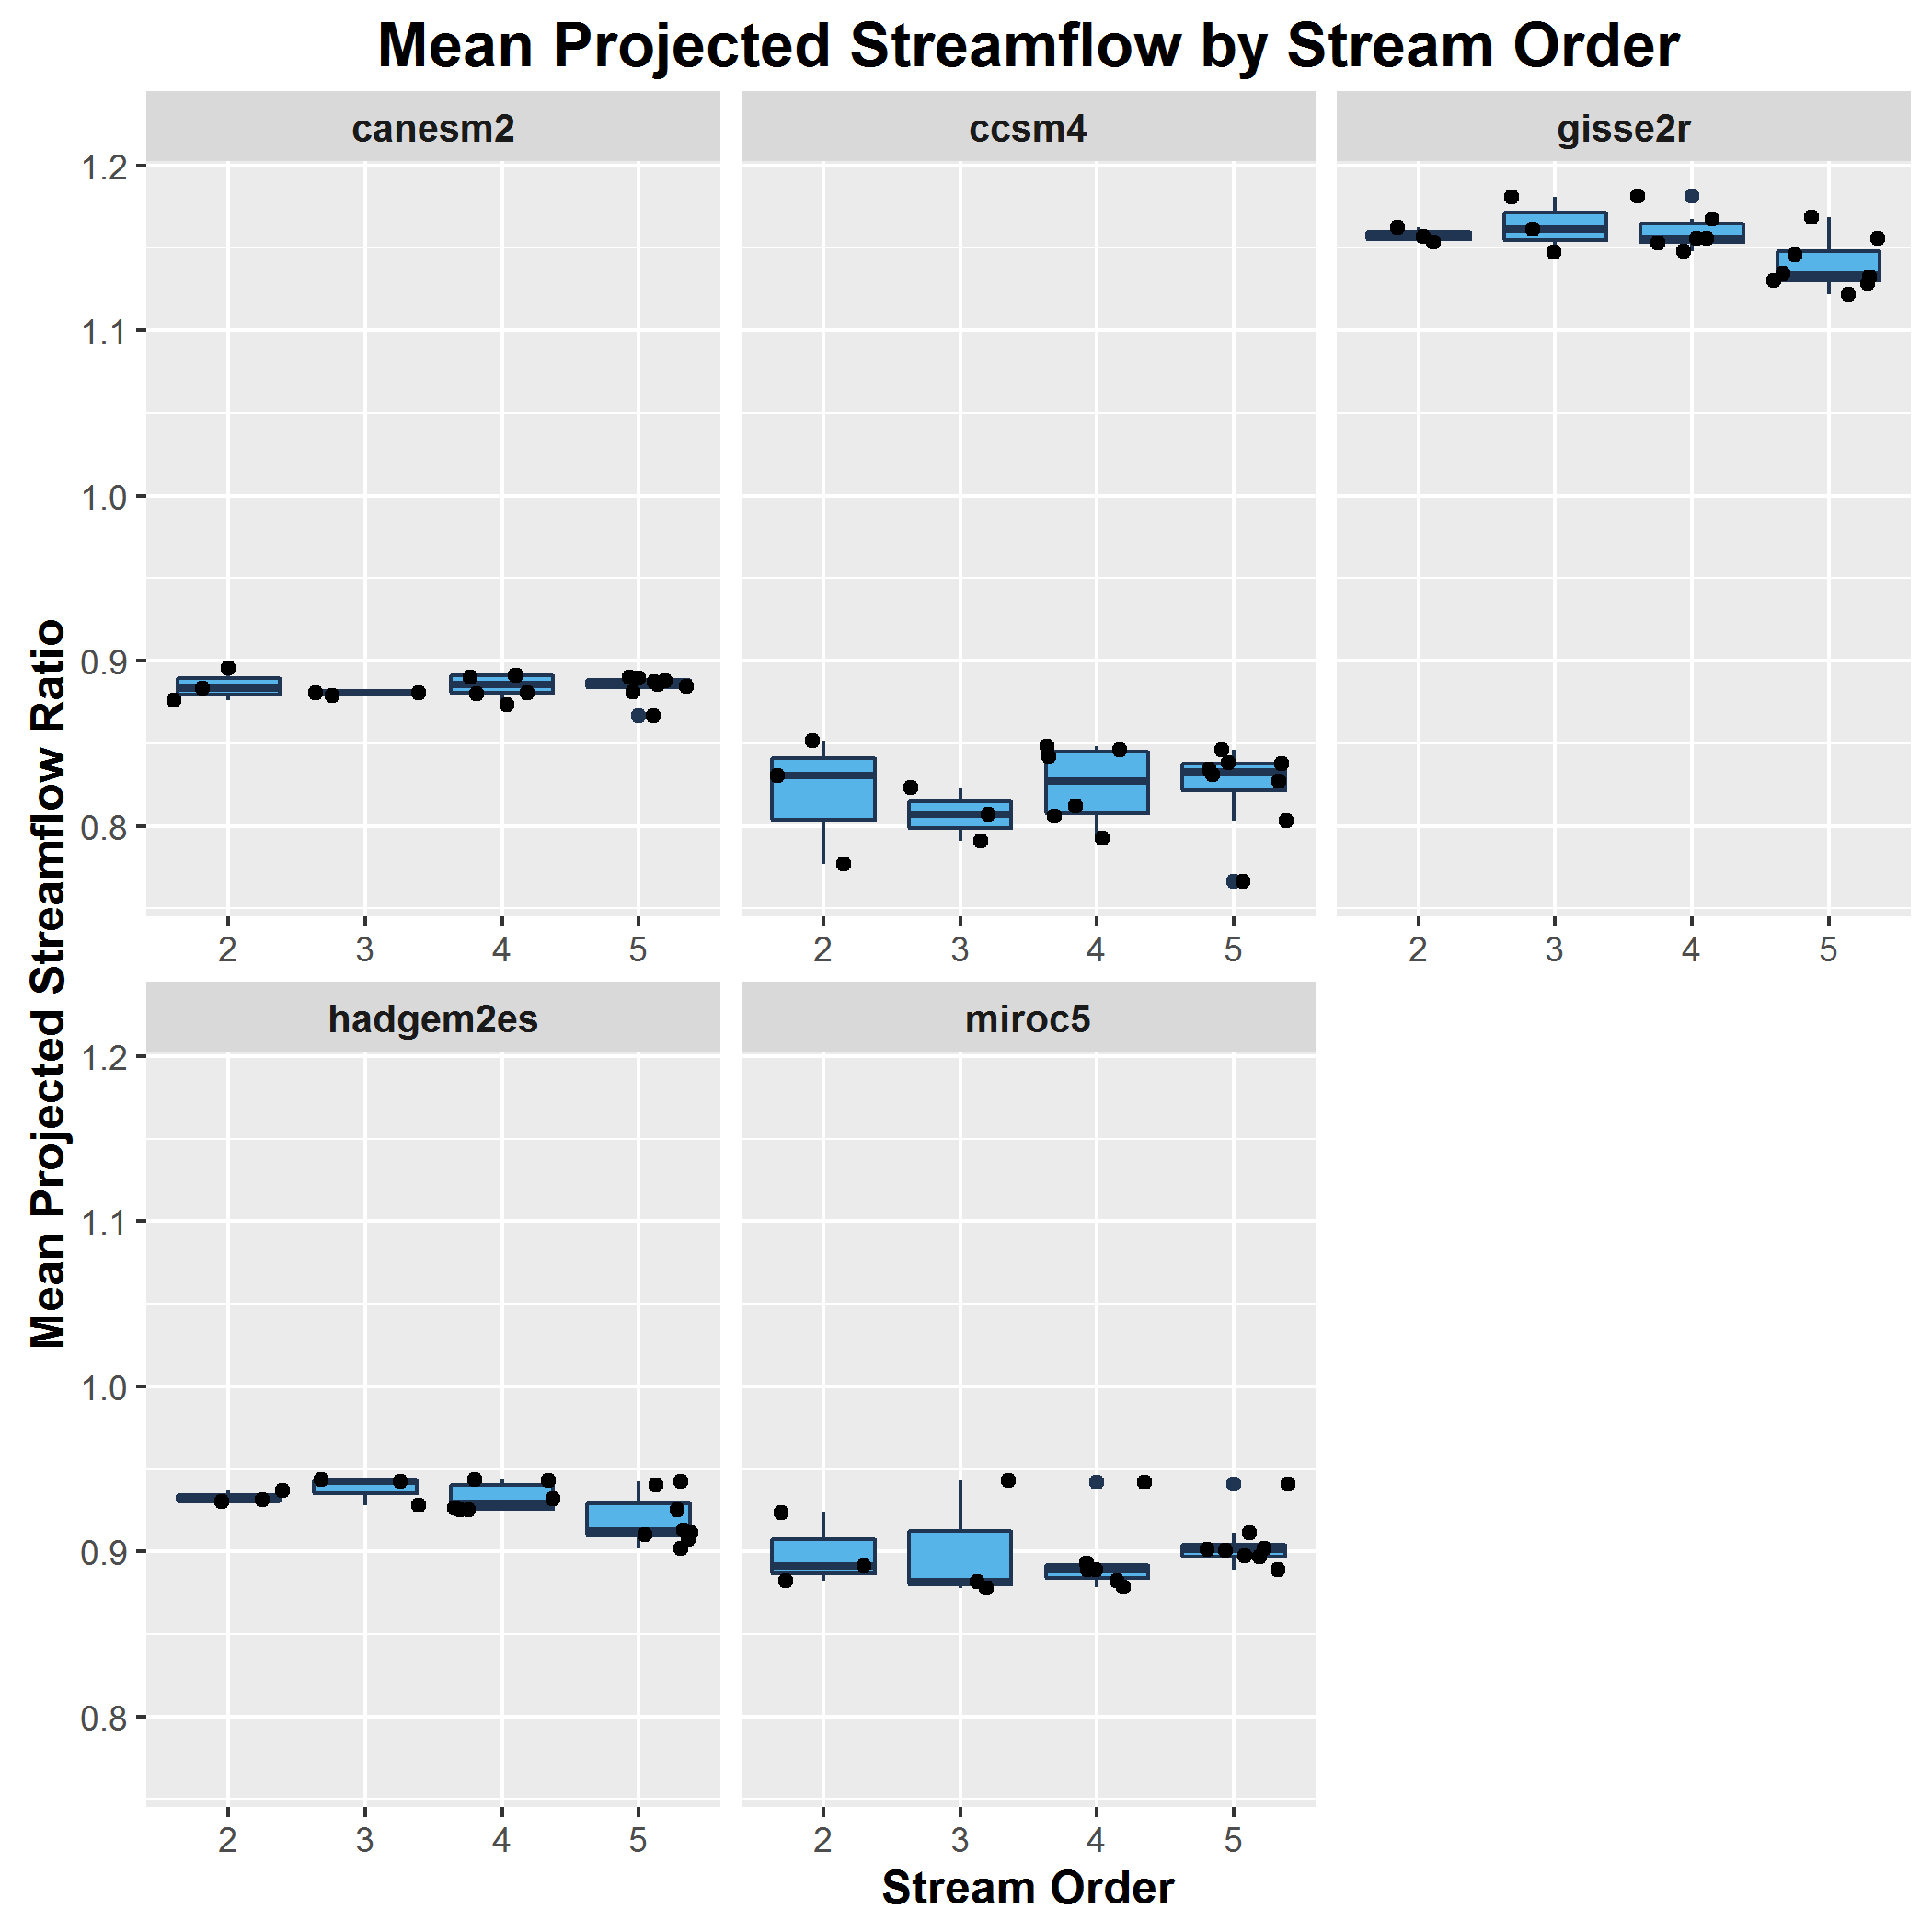 Mean Projected Streamflow by Stream Order
canesm2 ccsm4 gisse2r
1.2
1.1
1.0
0.9
0.8
2 3 4 5 2 3 4 5 2 3 4 5
Mean Projected Streamflow Ratio
hadgem2es miroc5
1.2
1.1
1.0
0.9
0.8
2 3 4 5 2 3 4 5
Stream Order